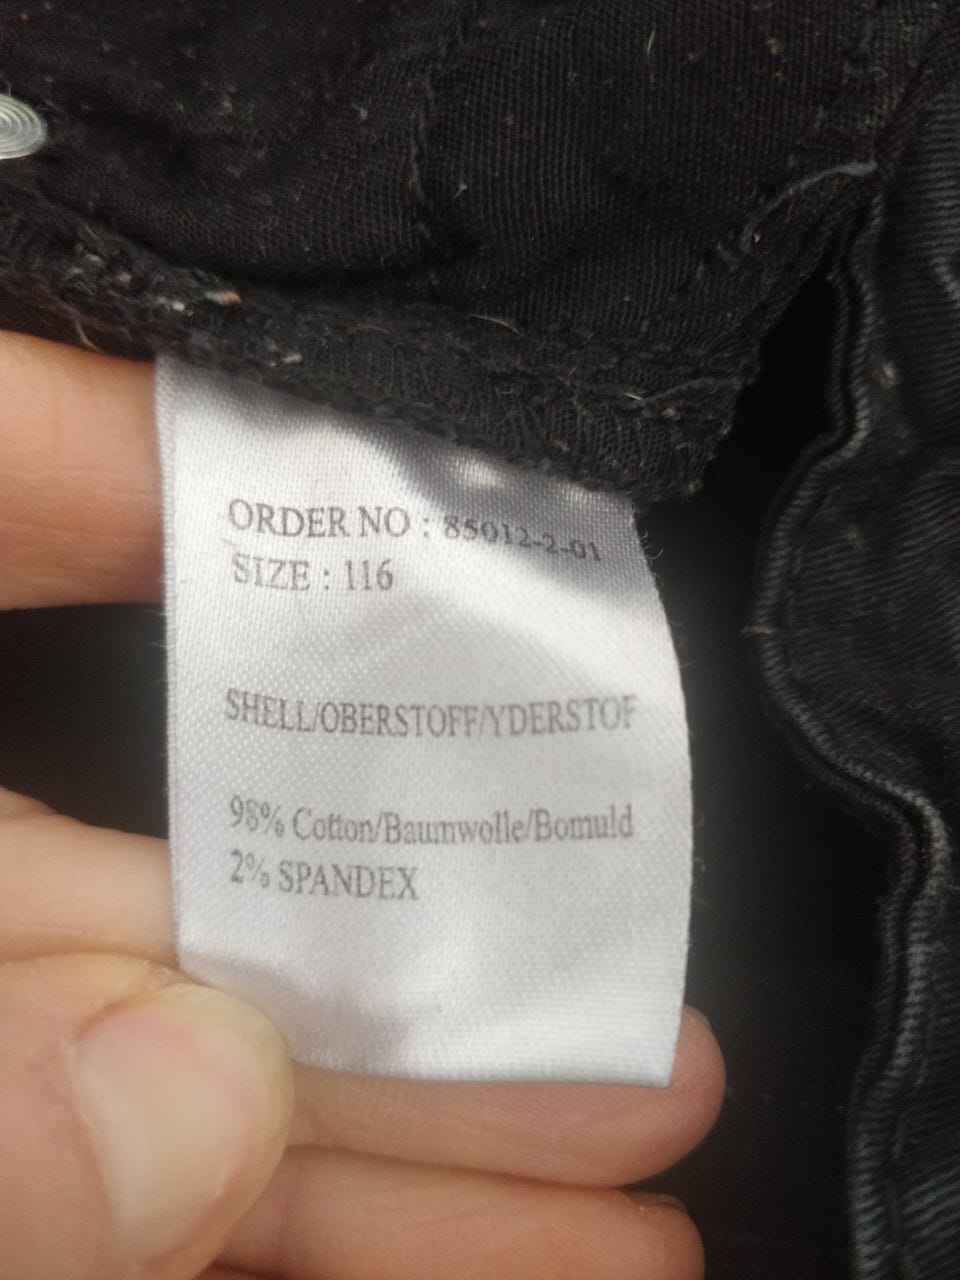 ORDER NO : 85012-2-01
SIZE : 116
SHELL/OBERSTOFF/YDERSTOF
98% Cotton/Baumwolle/Bomuld
2% SPANDEX